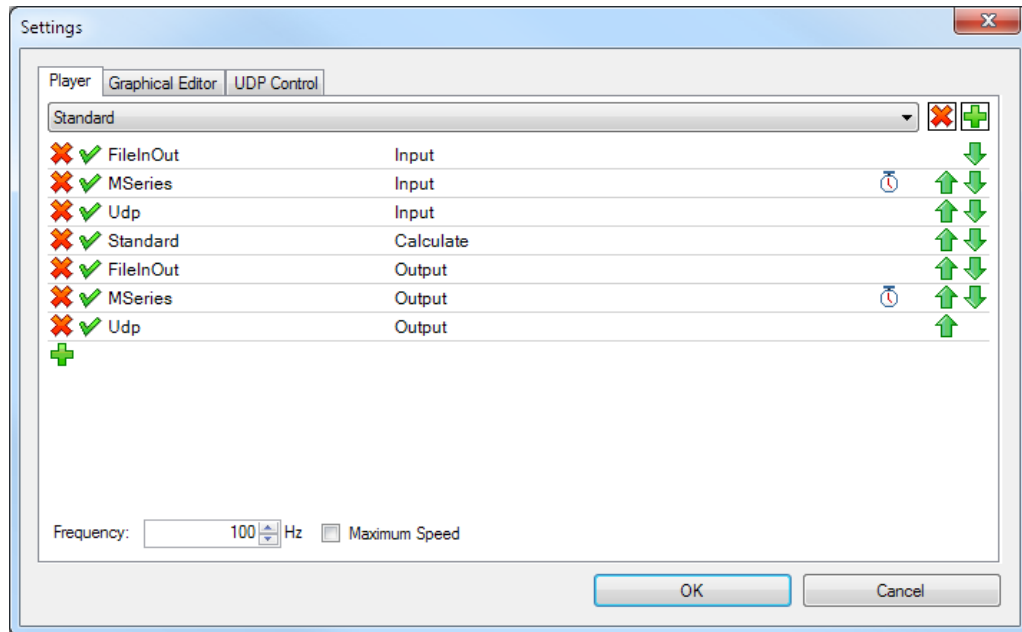 Settings
Player Graphical Editor UDP Control
Standard
FileInOut Input
MSeries Input
Udp Input
Standard Calculate
FileInOut Output
MSeries Output
Udp Output
Frequency: 100 Hz Maximum Speed
OK Cancel